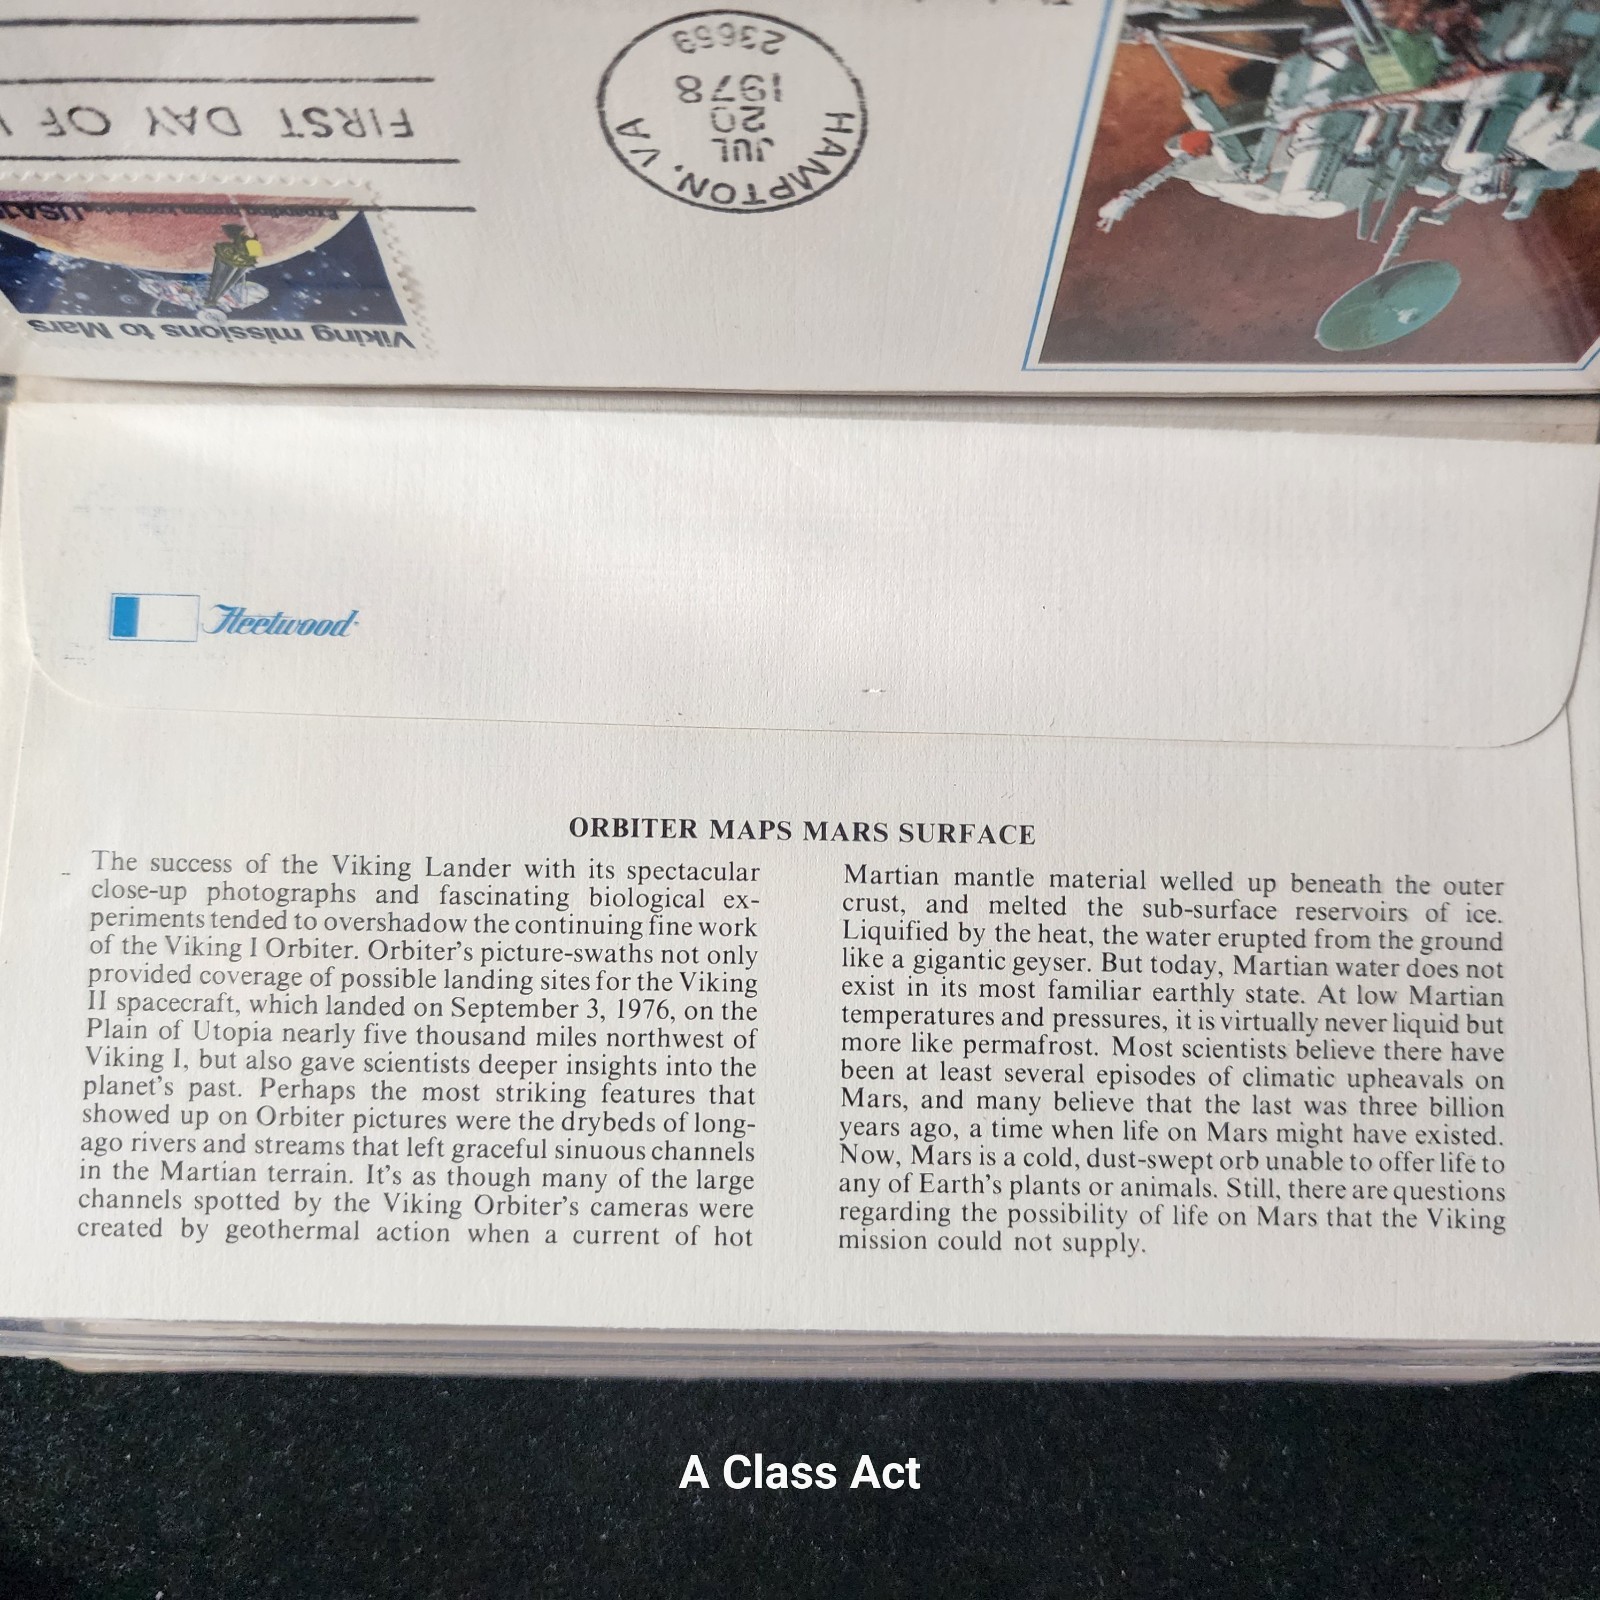 23669
1978
20
JUL
HAMPTON, VA
FIRST DAY OF
USA
Viking missions to Mars
Fleetwood
ORBITER MAPS MARS SURFACE
The success of the Viking Lander with its spectacular
close-up photographs and fascinating biological ex-
periments tended to overshadow the continuing fine work
of the Viking I Orbiter. Orbiter's picture-swaths not only
provided coverage of possible landing sites for the Viking
II spacecraft, which landed on September 3, 1976, on the
Plain of Utopia nearly five thousand miles northwest of
Viking I, but also gave scientists deeper insights into the
planet's past. Perhaps the most striking features that
showed up on Orbiter pictures were the drybeds of long-
ago rivers and streams that left graceful sinuous channels
in the Martian terrain. It's as though many of the large
channels spotted by the Viking Orbiter's cameras were
created by geothermal action when a current of hot
Martian mantle material welled up beneath the outer
crust, and melted the sub-surface reservoirs of ice.
Liquified by the heat, the water erupted from the ground
like a gigantic geyser. But today, Martian water does not
exist in its most familiar earthly state. At low Martian
temperatures and pressures, it is virtually never liquid but
more like permafrost. Most scientists believe there have
been at least several episodes of climatic upheavals on
Mars, and many believe that the last was three billion
years ago, a time when life on Mars might have existed.
Now, Mars is a cold, dust-swept orb unable to offer life to
any of Earth's plants or animals. Still, there are questions
regarding the possibility of life on Mars that the Viking
mission could not supply.
A Class Act